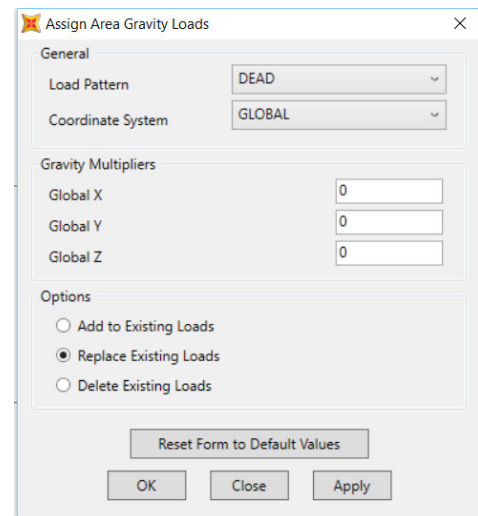 Assign Area Gravity Loads
General
Load Pattern DEAD
Coordinate System GLOBAL
Gravity Multipliers
Global X 0
Global Y 0
Global Z 0
Options
Add to Existing Loads
Replace Existing Loads
Delete Existing Loads
Reset Form to Default Values
OK Close Apply